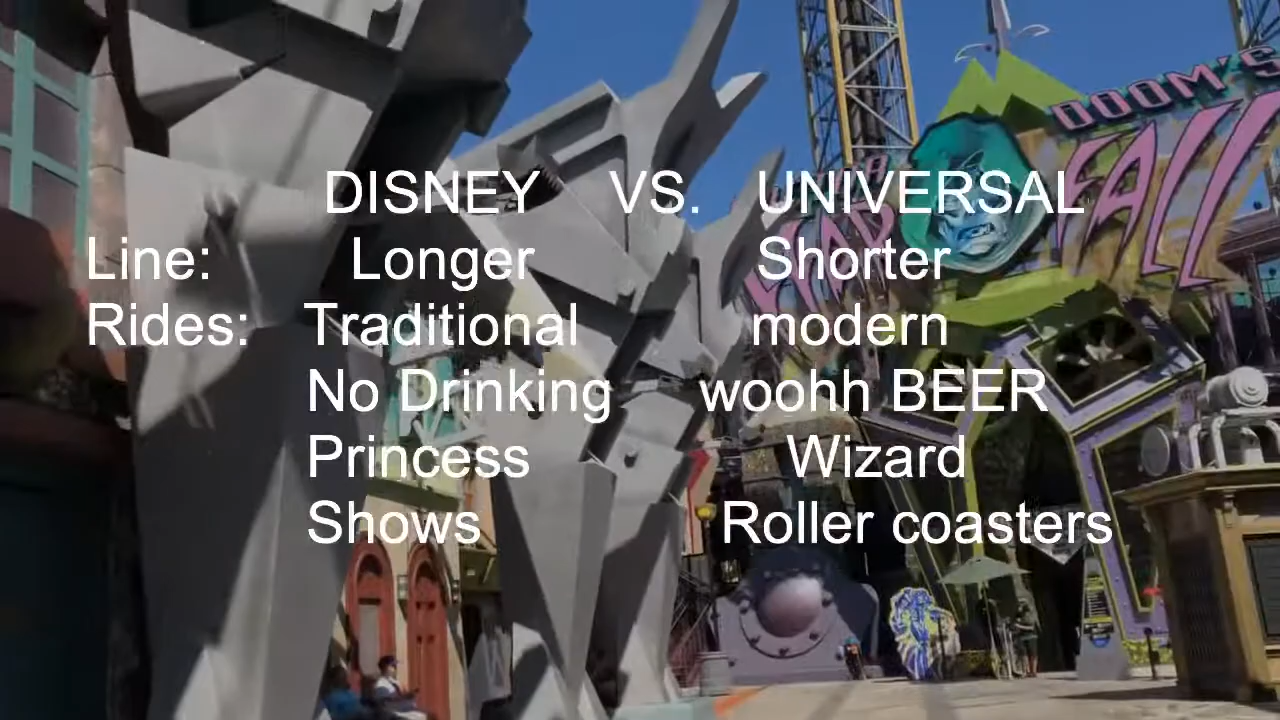 DISNEY VS. UNIVERSAL
Line: Longer Shorter
Rides: Traditional modern
No Drinking woohh BEER
Princess Wizard
Shows Roller coasters
DOOM'S
FALL